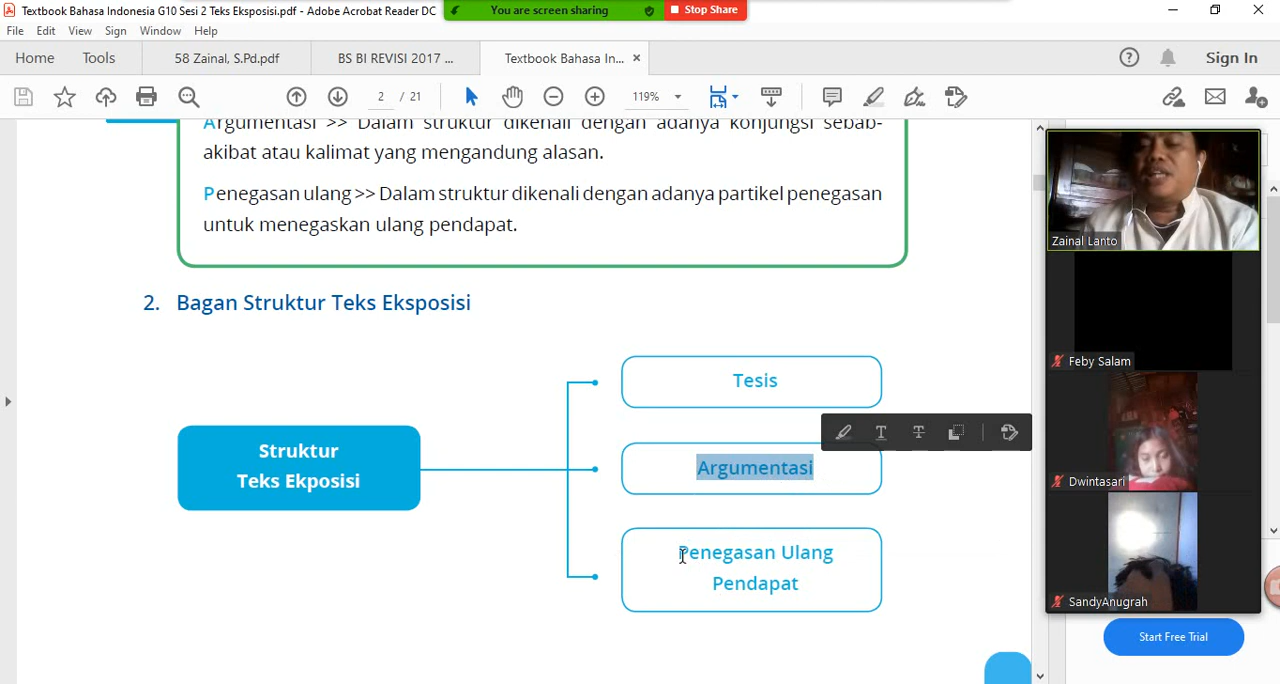 Textbook Bahasa Indonesia G10 Sesi 2 Teks Eksposisi.pdf - Adobe Acrobat Reader DC
You are screen sharing
Stop Share
File Edit View Sign Window Help
Home Tools 58 Zainal, S.Pd.pdf BS BI REVISI 2017 ... Textbook Bahasa In... ×
Sign In
2 / 21
119%
Argumentasi >> Dalam struktur dikenali dengan adanya konjungsi sebab-
akibat atau kalimat yang mengandung alasan.
Penegasan ulang >> Dalam struktur dikenali dengan adanya partikel penegasan
untuk menegaskan ulang pendapat.
2. Bagan Struktur Teks Eksposisi
Struktur
Teks Ekposisi
Tesis
Argumentasi
Penegasan Ulang
Pendapat
Zainal Lanto
Feby Salam
Dwintasari
SandyAnugrah
Start Free Trial